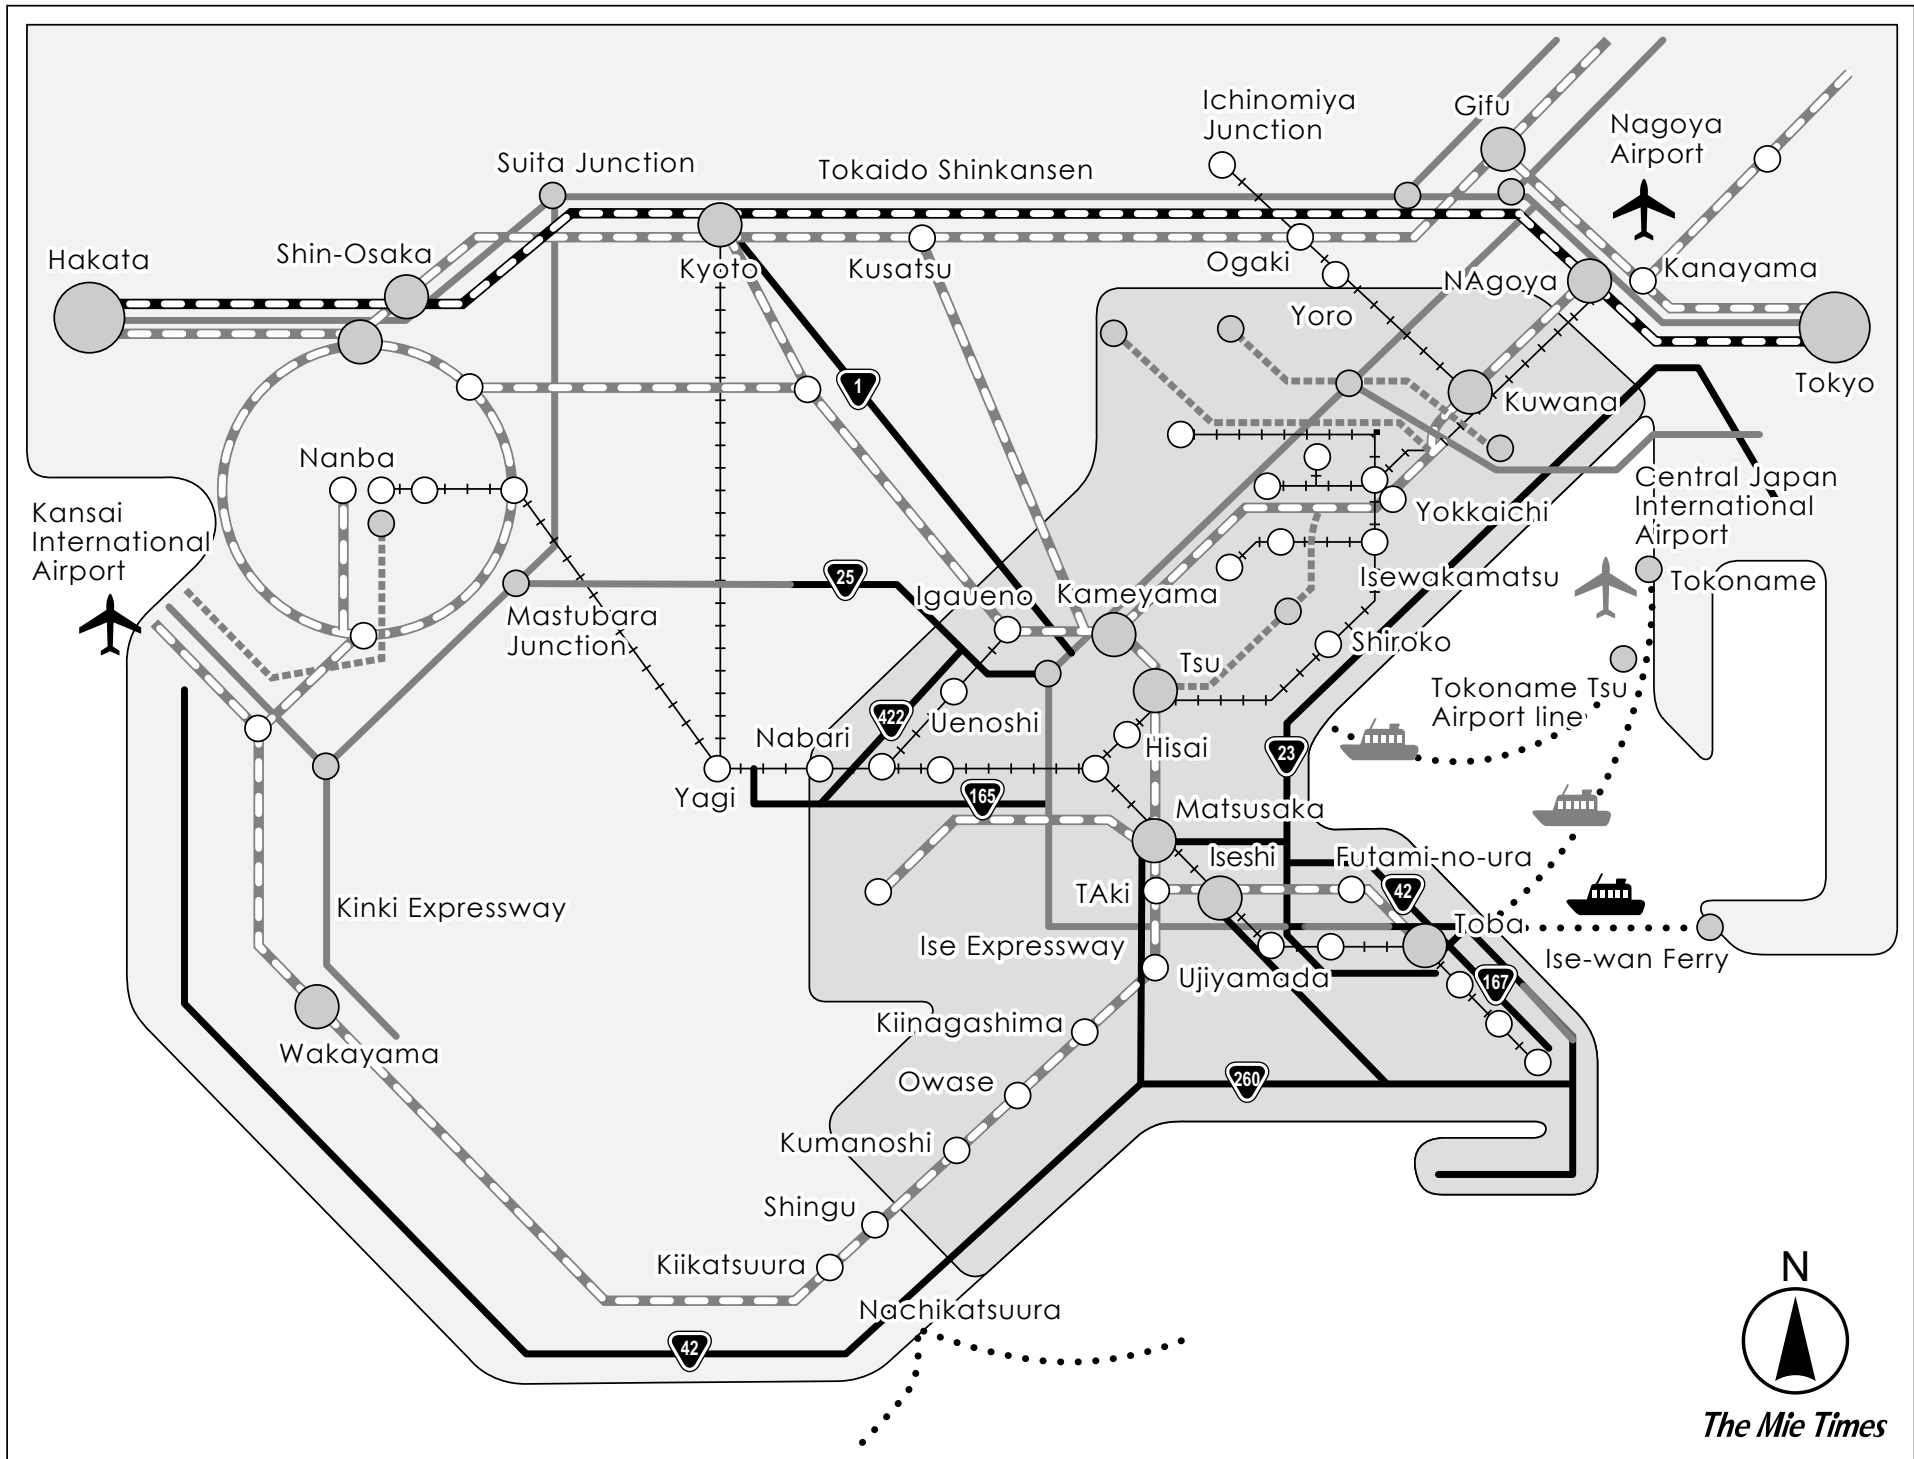 Ichinomiya
Junction
Gifu
Nagoya
Airport
Suita Junction
Tokaido Shinkansen
Hakata
Shin-Osaka
Kyoto
Kusatsu
Ogaki
NAgoya
Kanayama
Yoro
Tokyo
1
Kuwana
Nanba
Kansai
International
Airport
Central Japan
International
Airport
Yokkaichi
25
Igaueno
Kameyama
Isewakamatsu
Tokoname
Mastubara
Junction
Shiroko
Tsu
Tokoname Tsu
Airport line
422
Uenoshi
Nabari
Hisai
23
Yagi
165
Matsusaka
Iseshi
Futami-no-ura
TAki
42
Kinki Expressway
Toba
Ise Expressway
Ise-wan Ferry
Ujiyamada
167
Kiinagashima
Wakayama
Owase
260
Kumanoshi
Shingu
Kiikatsuura
Nachikatsuura
42
N
The Mie Times